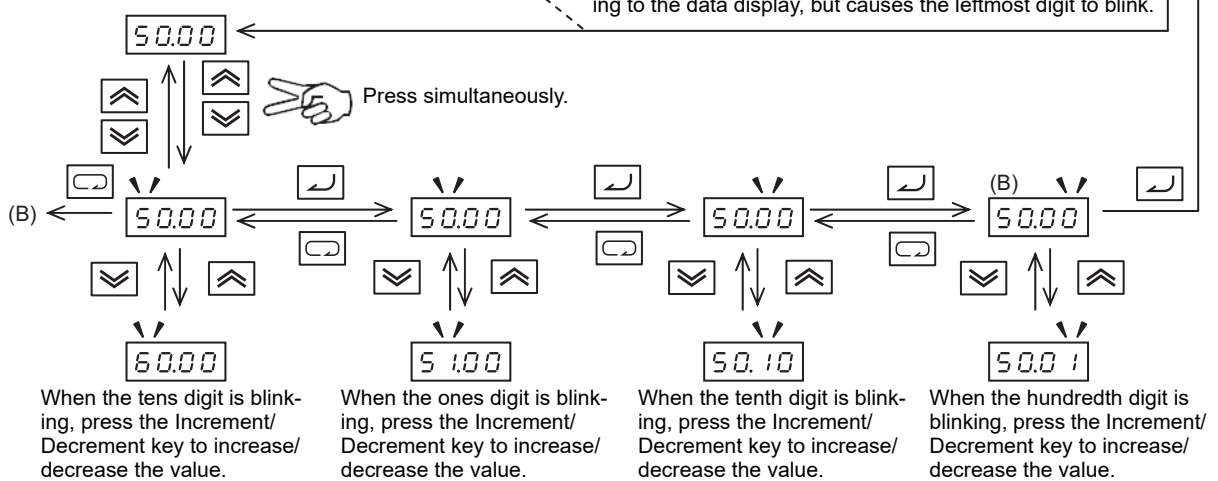 ing to the data display, but causes the leftmost digit to blink.
50.00
Press simultaneously.
(B)
(B)
50.00
50.00
50.00
50.00
60.00
51.00
50.10
50.01
When the tens digit is blink-
ing, press the Increment/
Decrement key to increase/
decrease the value.
When the ones digit is blink-
ing, press the Increment/
Decrement key to increase/
decrease the value.
When the tenth digit is blink-
ing, press the Increment/
Decrement key to increase/
decrease the value.
When the hundredth digit is
blinking, press the Increment/
Decrement key to increase/
decrease the value.